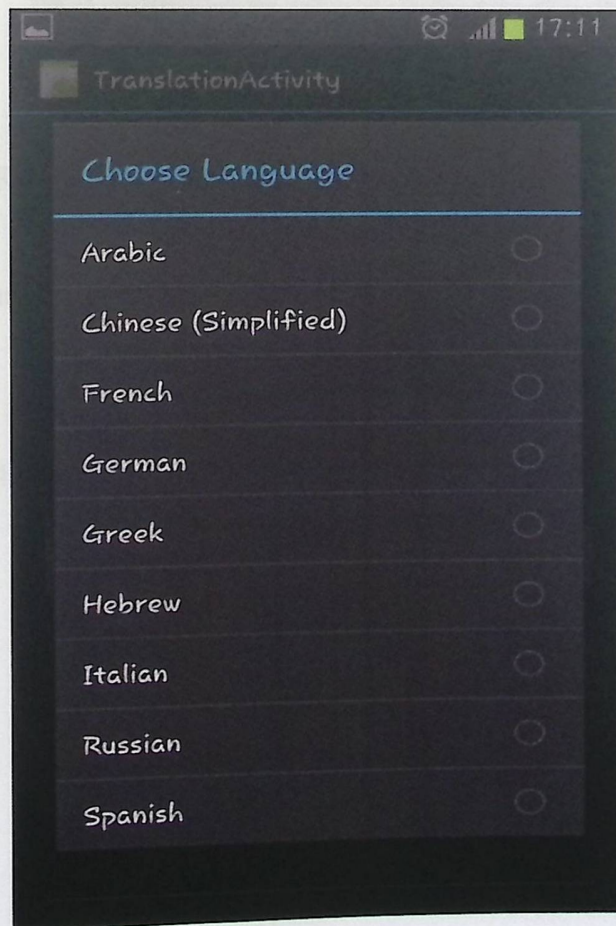 17:11
TranslationActivity
Choose Language
Arabic
Chinese (Simplified)
French
German
Greek
Hebrew
Italian
Russian
Spanish